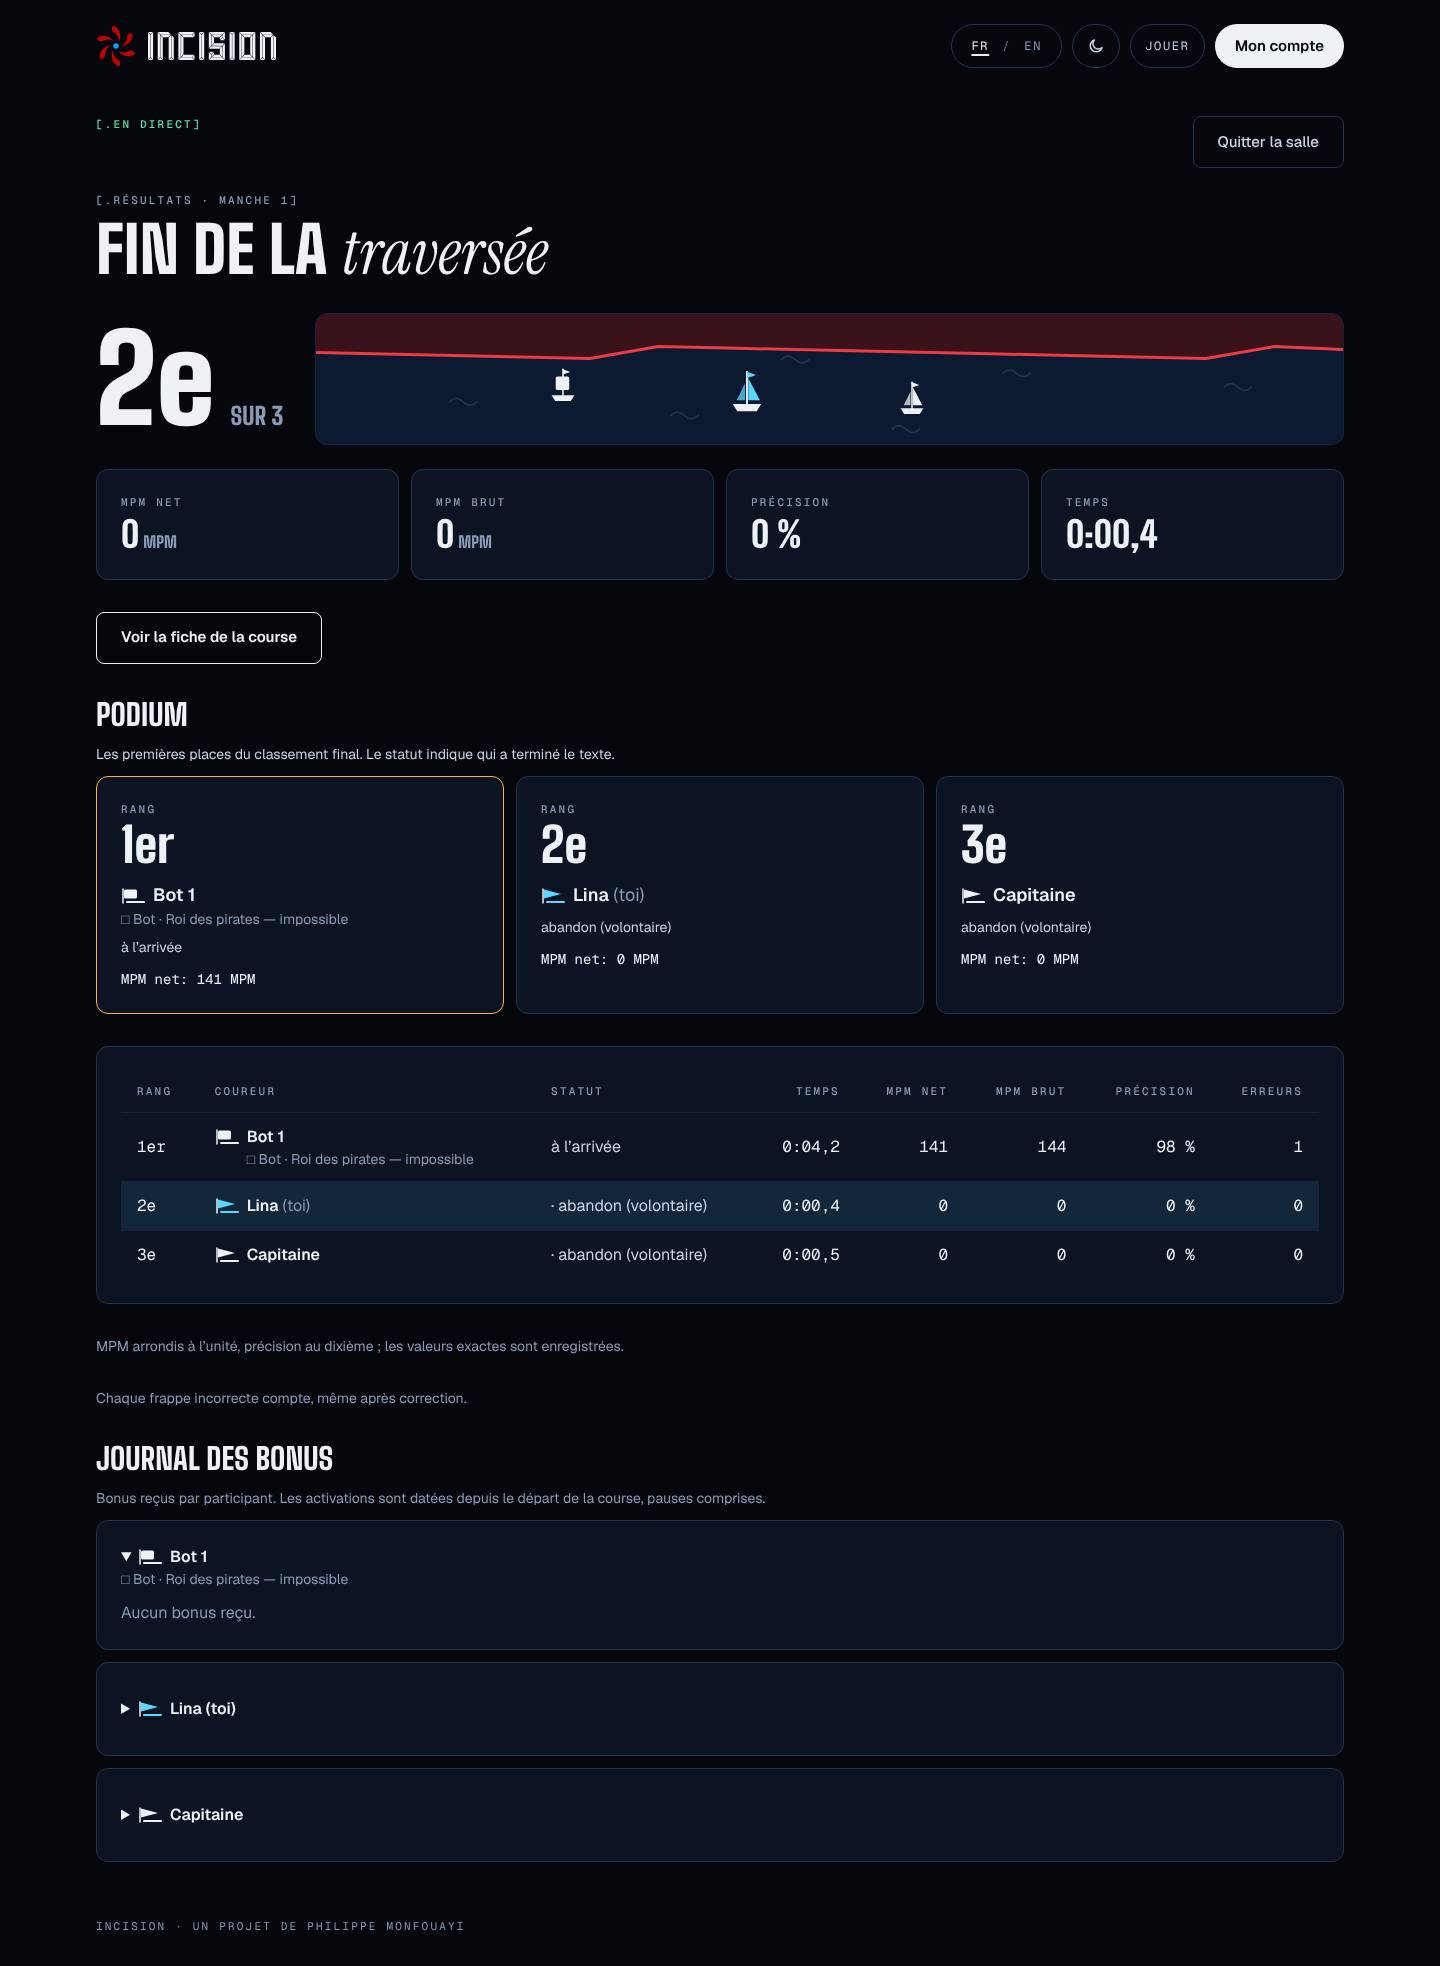 INCISION
FR / EN
JOUER
Mon compte
[.EN DIRECT]
Quitter la salle
[.RÉSULTATS · MANCHE 1]
FIN DE LA traversée
2e SUR 3
MPM NET
0 MPM
MPM BRUT
0 MPM
PRÉCISION
0 %
TEMPS
0:00,4
Voir la fiche de la course
PODIUM
Les premières places du classement final. Le statut indique qui a terminé le texte.
RANG
1er
Bot 1
□ Bot · Roi des pirates — impossible
à l’arrivée
MPM net: 141 MPM
RANG
2e
Lina (toi)
abandon (volontaire)
MPM net: 0 MPM
RANG
3e
Capitaine
abandon (volontaire)
MPM net: 0 MPM
RANG COUREUR STATUT TEMPS MPM NET MPM BRUT PRÉCISION ERREURS
1er Bot 1 à l’arrivée 0:04,2 141 144 98 % 1
□ Bot · Roi des pirates — impossible
2e Lina (toi) · abandon (volontaire) 0:00,4 0 0 0 % 0
3e Capitaine · abandon (volontaire) 0:00,5 0 0 0 % 0
MPM arrondis à l’unité, précision au dixième ; les valeurs exactes sont enregistrées.
Chaque frappe incorrecte compte, même après correction.
JOURNAL DES BONUS
Bonus reçus par participant. Les activations sont datées depuis le départ de la course, pauses comprises.
▼ Bot 1
□ Bot · Roi des pirates — impossible
Aucun bonus reçu.
▶ Lina (toi)
▶ Capitaine
INCISION · UN PROJET DE PHILIPPE MONFOUAYI